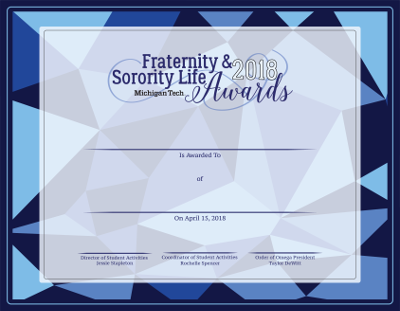 Fraternity &
Sorority Life 2018
Michigan Tech Awards
Is Awarded To
of
On April 15, 2018
Director of Student Activities Coordinator of Student Activities Order of Omega President
Jessie Stapleton Rochelle Spencer Taylor DeWitt